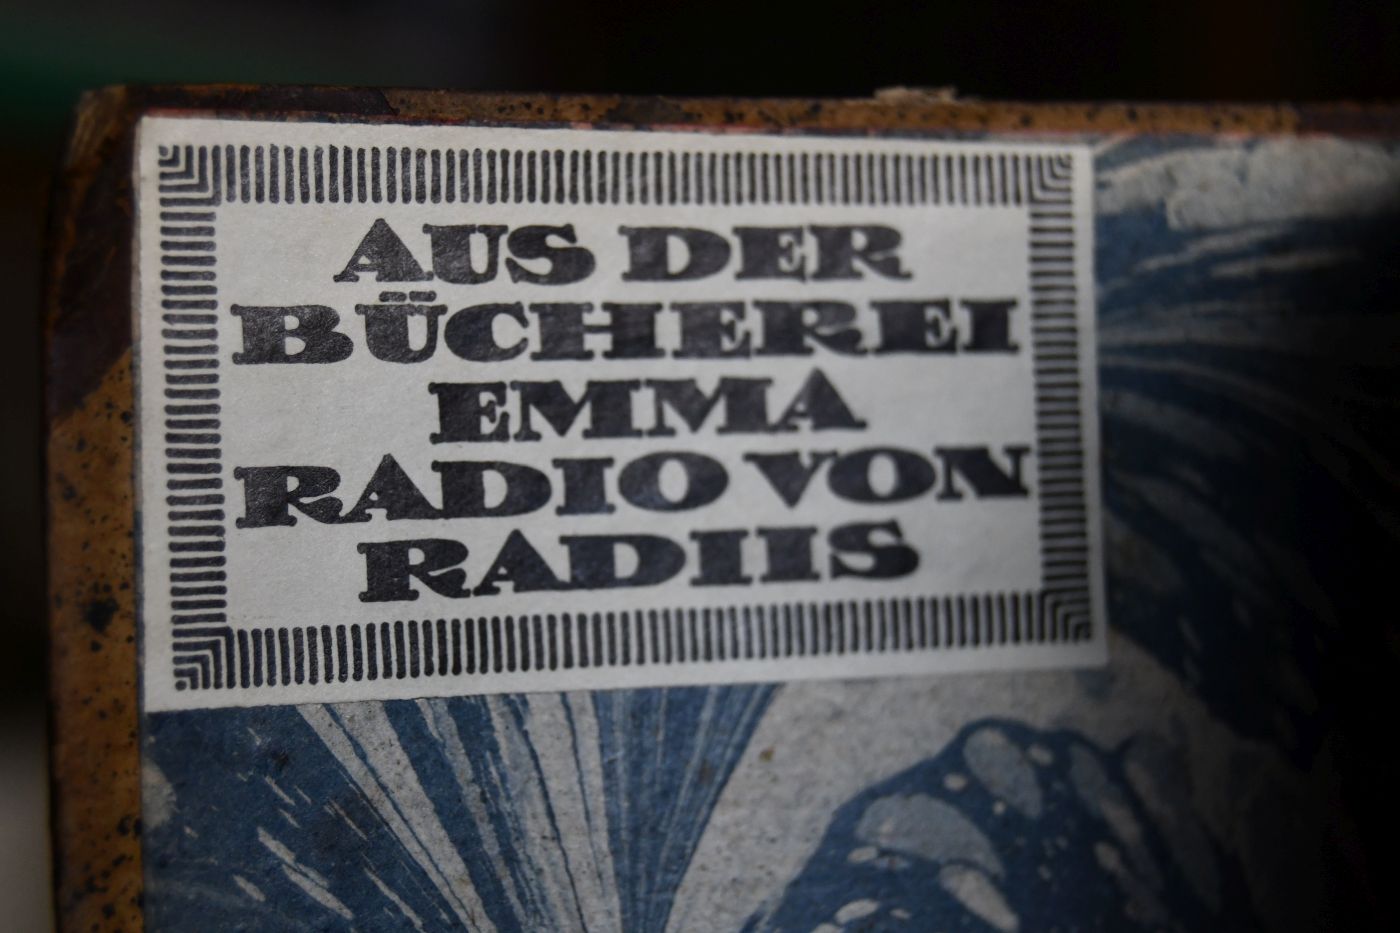 AUS DER
BÜCHEREI
EMMA
RADIO VON
RADIIS